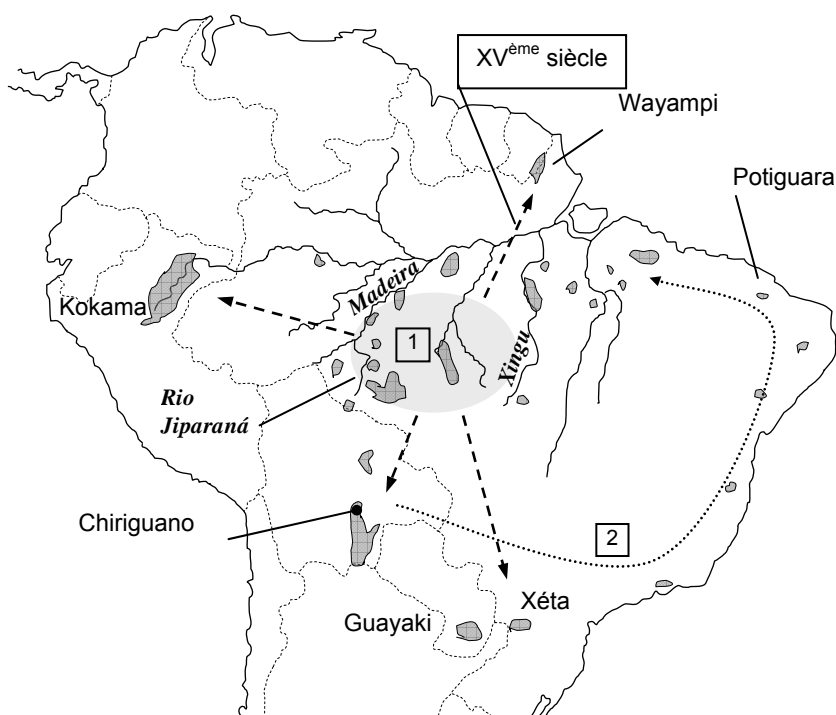 XVème siècle
Wayampi
Potiguara
Madeira
Kokama
1
Xingu
Rio
Jiparaná
Chiriguano
2
Xéta
Guayaki